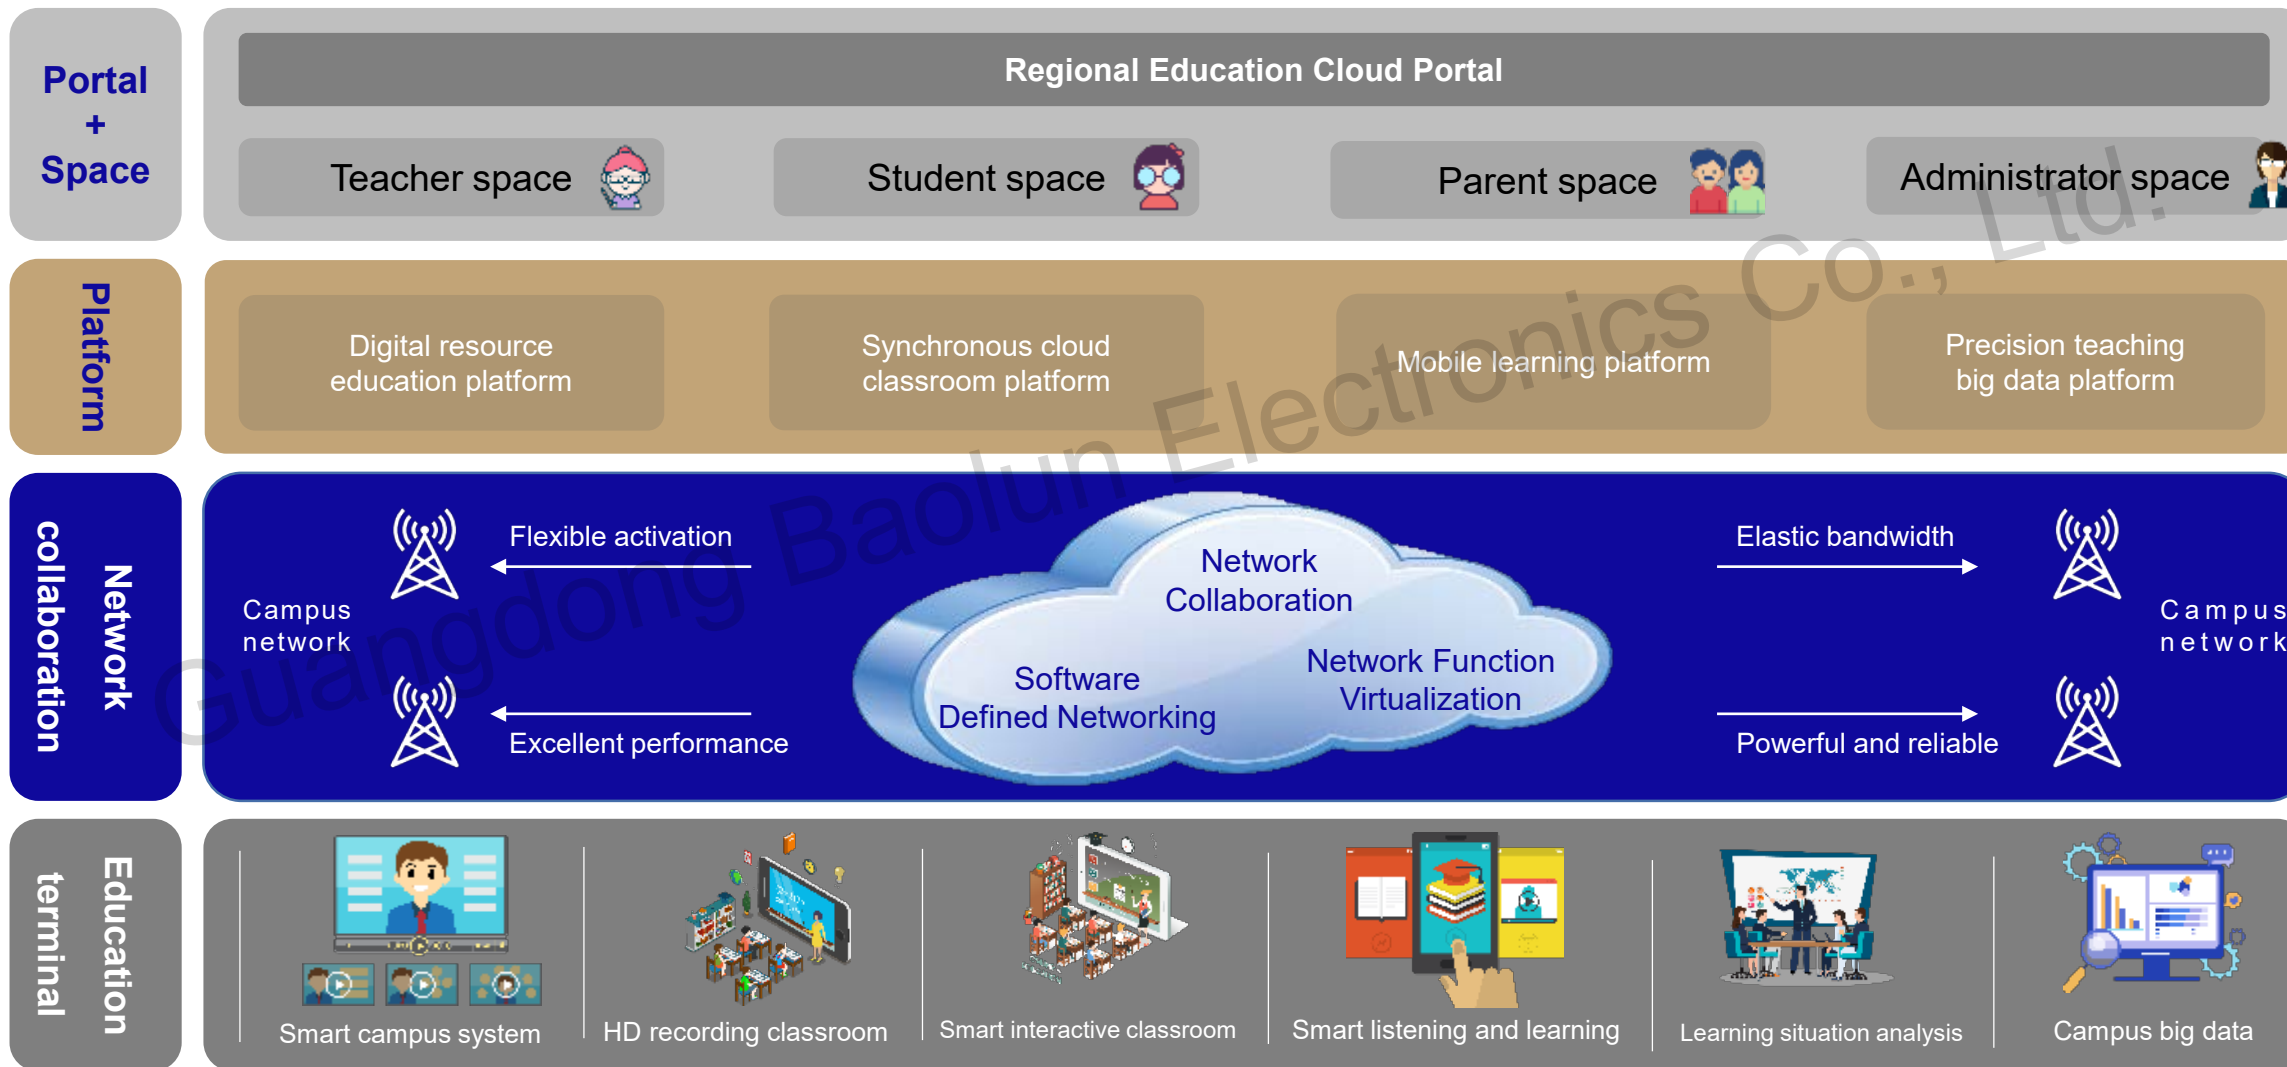 Portal
+
Space
Regional Education Cloud Portal
Teacher space
Student space
Parent space
Administrator space
Platform
Digital resource
education platform
Synchronous cloud
classroom platform
Mobile learning platform
Precision teaching
big data platform
Network
collaboration
Campus
network
Flexible activation
Excellent performance
Network
Collaboration
Software
Defined Networking
Network Function
Virtualization
Elastic bandwidth
Powerful and reliable
Campus
network
Education
terminal
Smart campus system
HD recording classroom
Smart interactive classroom
Smart listening and learning
Learning situation analysis
Campus big data
Guangdong Baolun Electronics Co., Ltd.